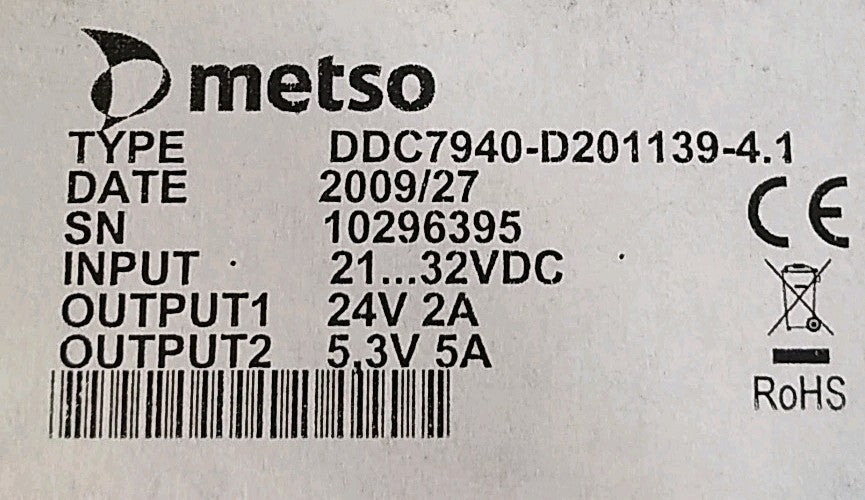 metso
TYPE DDC7940-D201139-4.1
DATE 2009/27
SN 10296395
INPUT 21...32VDC
OUTPUT1 24V 2A
OUTPUT2 5,3V 5A
CE
RoHS